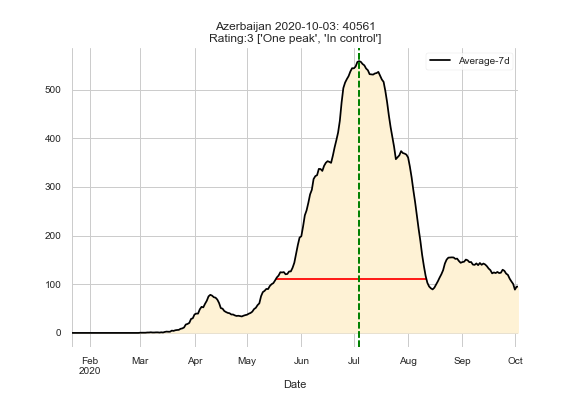 Azerbaijan 2020-10-03: 40561
Rating:3 ['One peak', 'In control']
Average-7d
500
400
300
200
100
0
Feb Mar Apr May Jun Jul Aug Sep Oct
2020
Date